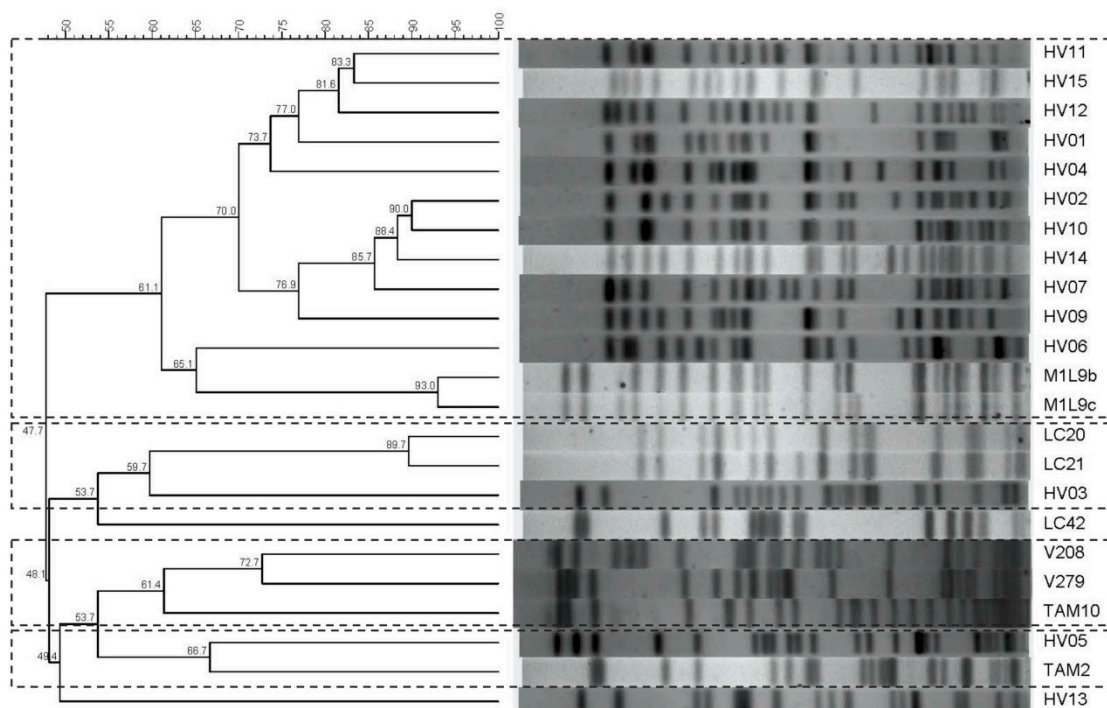 50 55 60 65 70 75 80 85 90 95 100
83.3 HV11
81.6 HV15
77.0 HV12
73.7 HV01
HV04
70.0 90.0 HV02
88.4 HV10
85.7 HV14
76.9 HV07
61.1 HV09
65.1 HV06
93.0 M1L9b
M1L9c
47.7 89.7 LC20
59.7 LC21
53.7 HV03
LC42
48.1 72.7 V208
61.4 V279
53.7 TAM10
49.4 66.7 HV05
TAM2
HV13